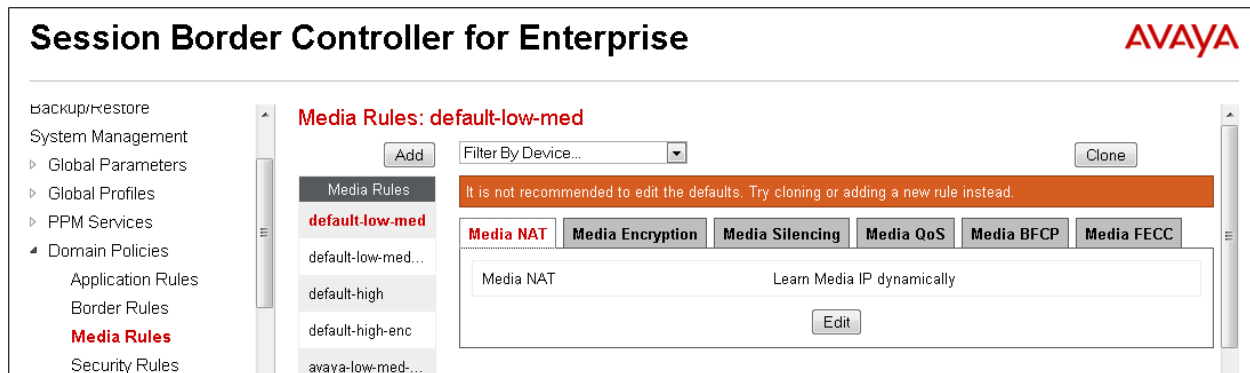 Session Border Controller for Enterprise
AVAYA
Backup/Restore
System Management
Global Parameters
Global Profiles
PPM Services
Domain Policies
Application Rules
Border Rules
Media Rules
Security Rules
Media Rules: default-low-med
Add
Filter By Device...
Clone
Media Rules
default-low-med
default-low-med...
default-high
default-high-enc
avaya-low-med-...
It is not recommended to edit the defaults. Try cloning or adding a new rule instead.
Media NAT
Media Encryption
Media Silencing
Media QoS
Media BFCP
Media FECC
Media NAT
Learn Media IP dynamically
Edit